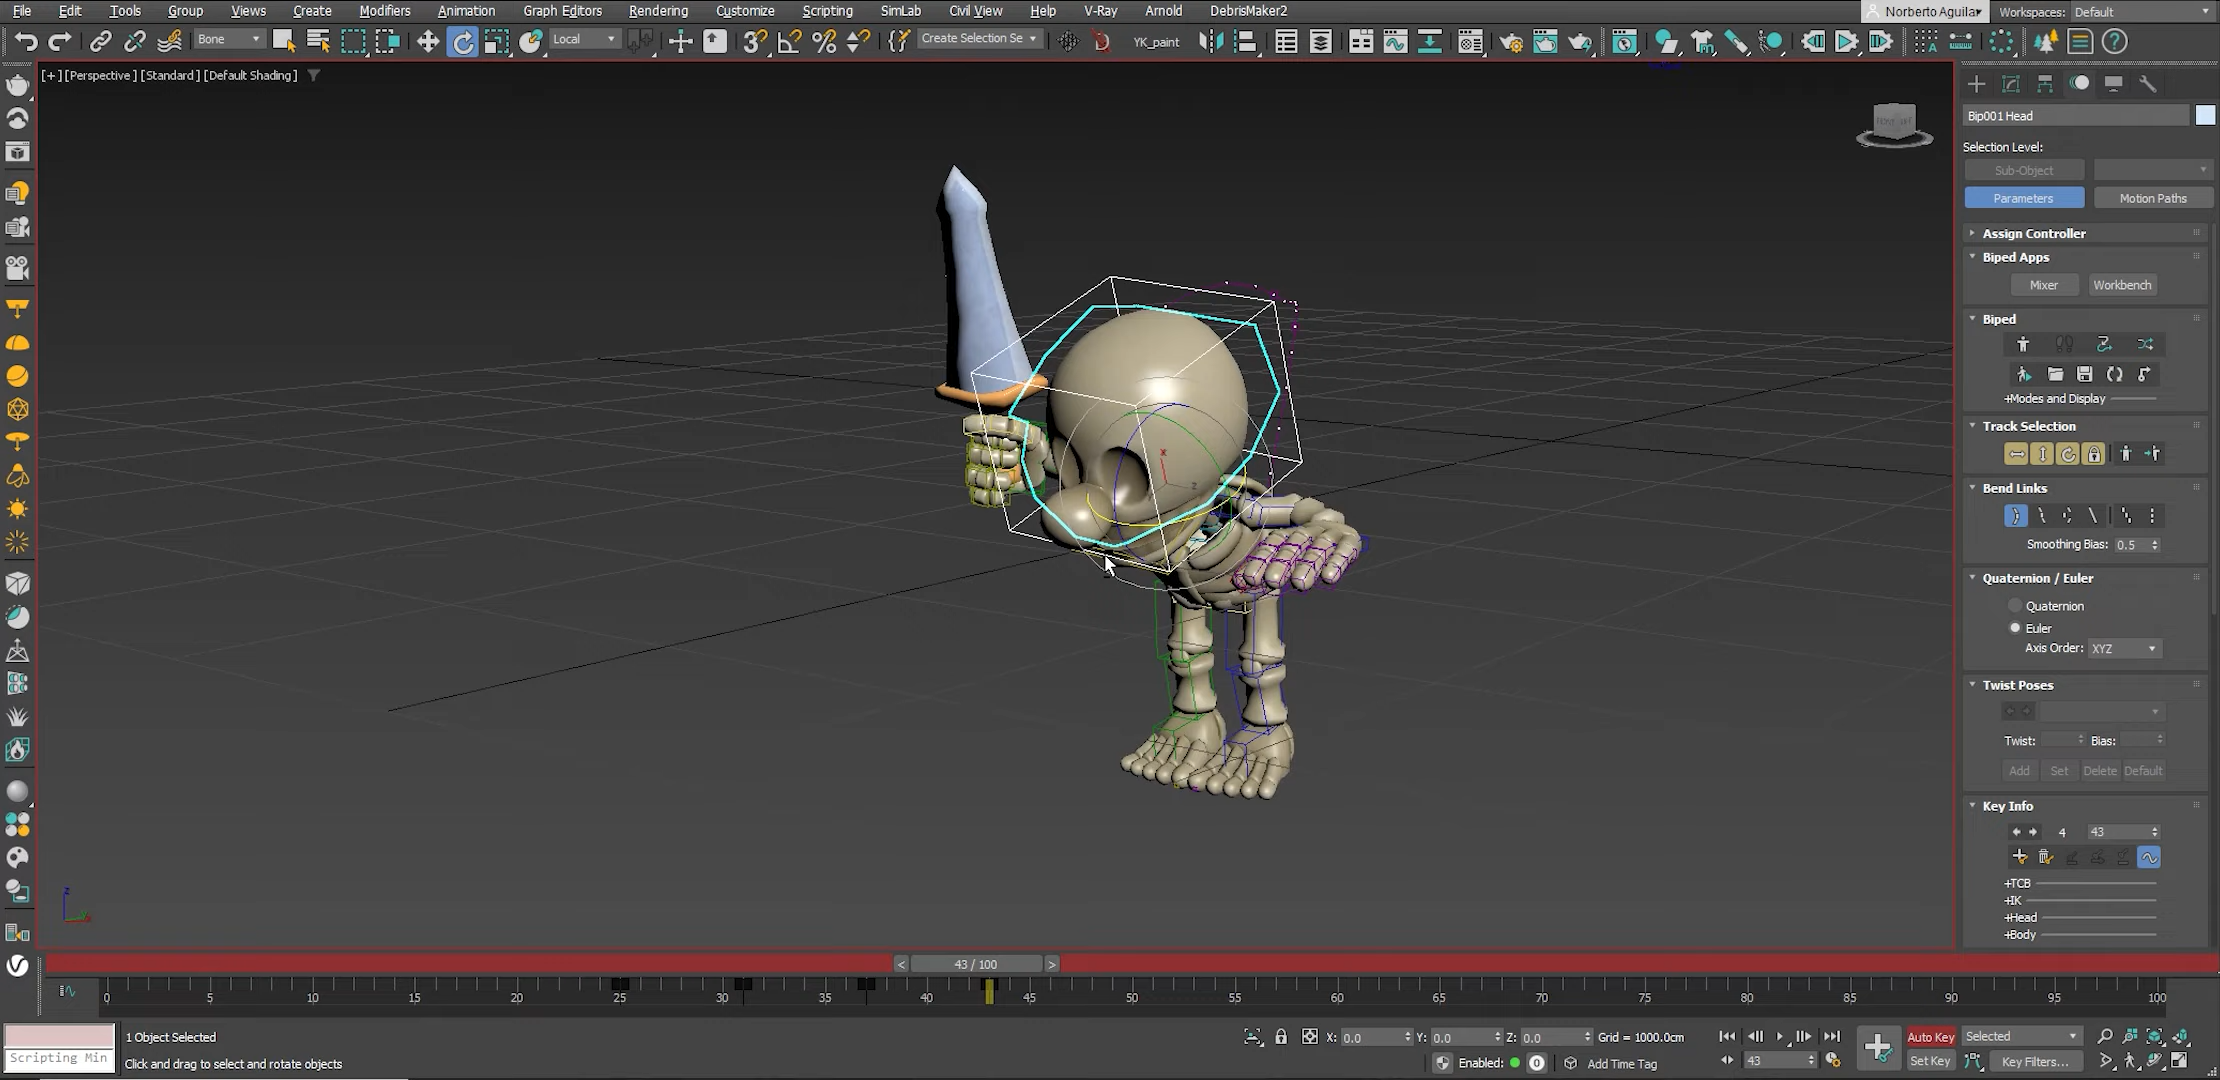 File Edit Tools Group Views Create Modifiers Animation Graph Editors Rendering Customize Scripting SimLab Civil View Help V-Ray Arnold DebrisMaker2 Norberto Aguilar Workspaces: Default
Bone Local Create Selection Se YK_paint
[+] [Perspective ] [Standard ] [Default Shading ]
Bip001 Head
Selection Level:
Sub-Object
Parameters Motion Paths
Assign Controller
Biped Apps
Mixer Workbench
Biped
+Modes and Display
Track Selection
Bend Links
Smoothing Bias: 0.5
Quaternion / Euler
Quaternion
Euler
Axis Order: XYZ
Twist Poses
Twist: Bias:
Add Set Delete Default
Key Info
4 43
+TCB
+IK
+Head
+Body
< 43 / 100 >
0 5 10 15 20 25 30 35 40 45 50 55 60 65 70 75 80 85 90 95 100
1 Object Selected X: 0.0 Y: 0.0 Z: 0.0 Grid = 1000.0cm Auto Key Selected
Scripting Min Click and drag to select and rotate objects Enabled: 0 Add Time Tag 43 Set Key Key Filters...